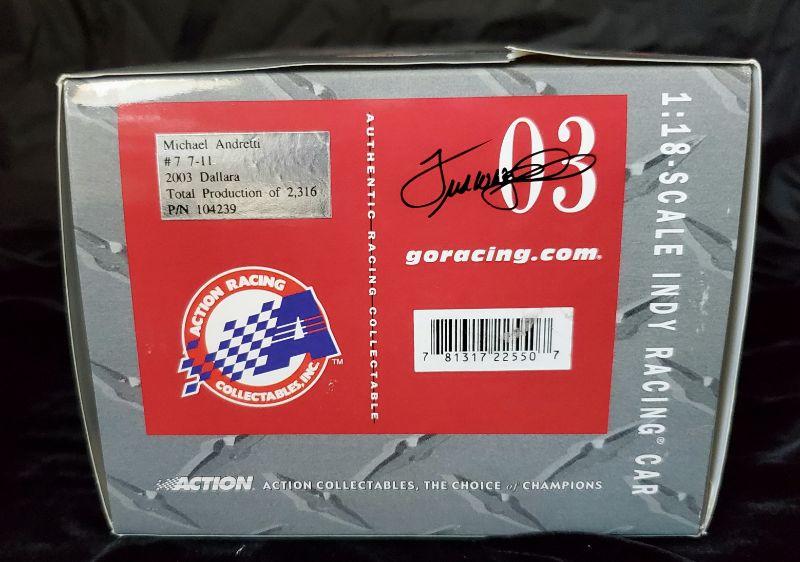 Michael Andretti
# 7 7-11
2003 Dallara
Total Production of 2,316
P/N 104239
ACTION RACING
COLLECTABLES, INC.
TM
AUTHENTIC RACING COLLECTABLE
03
goracing.com®
7 81317 22550 7
1:18-SCALE INDY RACING® CAR
ACTION® ACTION COLLECTABLES, THE CHOICE of CHAMPIONS